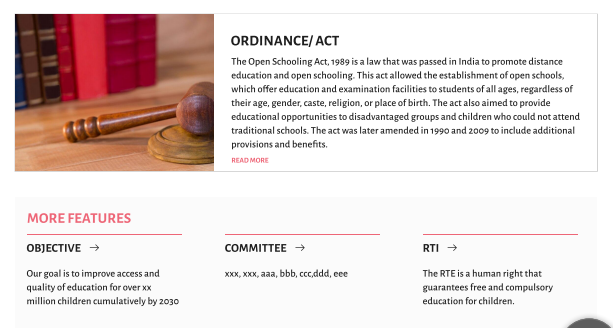 ORDINANCE/ ACT
The Open Schooling Act, 1989 is a law that was passed in India to promote distance
education and open schooling. This act allowed the establishment of open schools,
which offer education and examination facilities to students of all ages, regardless of
their age, gender, caste, religion, or place of birth. The act also aimed to provide
educational opportunities to disadvantaged groups and children who could not attend
traditional schools. The act was later amended in 1990 and 2009 to include additional
provisions and benefits.
READ MORE
MORE FEATURES
OBJECTIVE →
COMMITTEE →
RTI →
Our goal is to improve access and
quality of education for over xx
million children cumulatively by 2030
xxx, xxx, aaa, bbb, ccc,ddd, eee
The RTE is a human right that
guarantees free and compulsory
education for children.